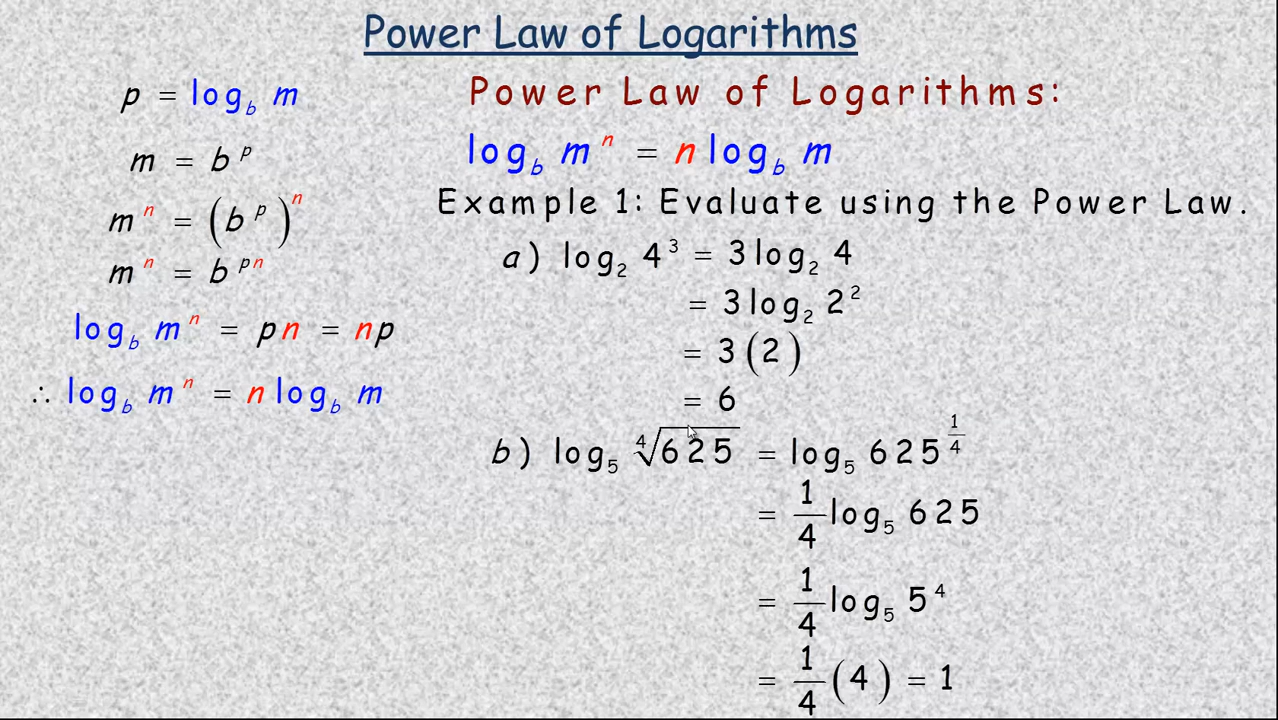 Power Law of Logarithms
p = log_b m
m = b^p
m^n = (b^p)^n
m^n = b^{pn}
log_b m^n = pn = np
∴ log_b m^n = n log_b m
Power Law of Logarithms:
log_b m^n = n log_b m
Example 1: Evaluate using the Power Law.
a) log_2 4^3 = 3 log_2 4
= 3 log_2 2^2
= 3(2)
= 6
b) log_5 ∜625 = log_5 625^{1/4}
= 1/4 log_5 625
= 1/4 log_5 5^4
= 1/4 (4) = 1